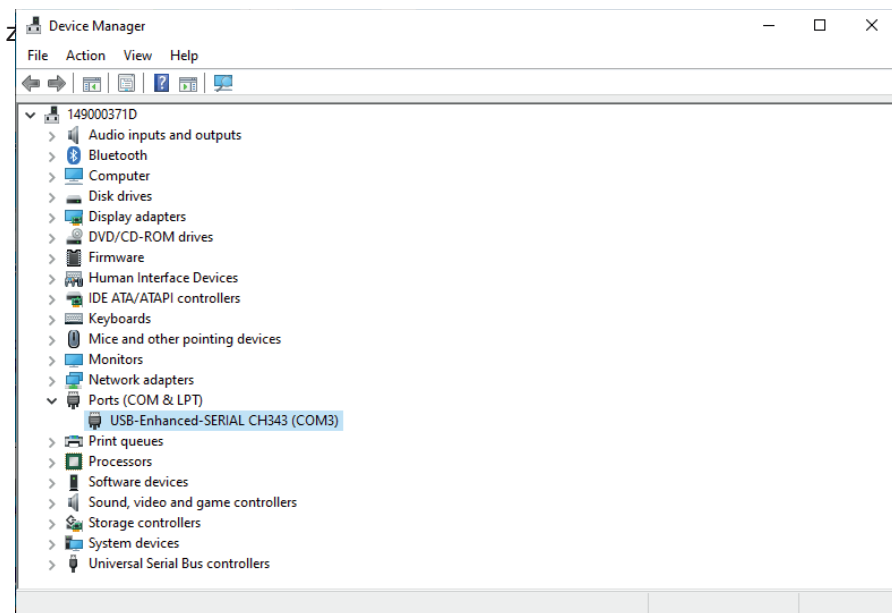 z
Device Manager
File Action View Help
149000371D
Audio inputs and outputs
Bluetooth
Computer
Disk drives
Display adapters
DVD/CD-ROM drives
Firmware
Human Interface Devices
IDE ATA/ATAPI controllers
Keyboards
Mice and other pointing devices
Monitors
Network adapters
Ports (COM & LPT)
USB-Enhanced-SERIAL CH343 (COM3)
Print queues
Processors
Software devices
Sound, video and game controllers
Storage controllers
System devices
Universal Serial Bus controllers